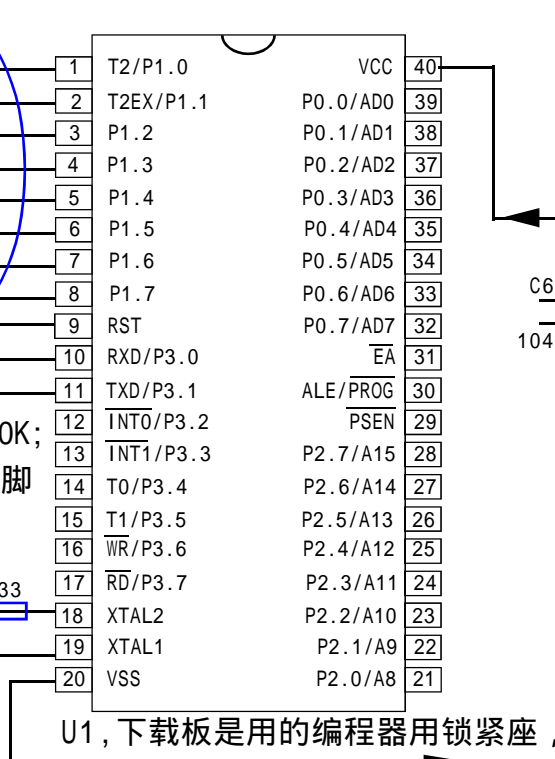 1 T2/P1.0 VCC 40
2 T2EX/P1.1 P0.0/AD0 39
3 P1.2 P0.1/AD1 38
4 P1.3 P0.2/AD2 37
5 P1.4 P0.3/AD3 36
6 P1.5 P0.4/AD4 35
7 P1.6 P0.5/AD5 34
8 P1.7 P0.6/AD6 33
C6
9 RST P0.7/AD7 32
104
10 RXD/P3.0 EA 31
11 TXD/P3.1 ALE/PROG 30
12 INT0/P3.2 PSEN 29
0K;
13 INT1/P3.3 P2.7/A15 28
脚
14 T0/P3.4 P2.6/A14 27
15 T1/P3.5 P2.5/A13 26
16 WR/P3.6 P2.4/A12 25
17 RD/P3.7 P2.3/A11 24
33
18 XTAL2 P2.2/A10 23
19 XTAL1 P2.1/A9 22
20 VSS P2.0/A8 21
U1,下载板是用的编程器用锁紧座,